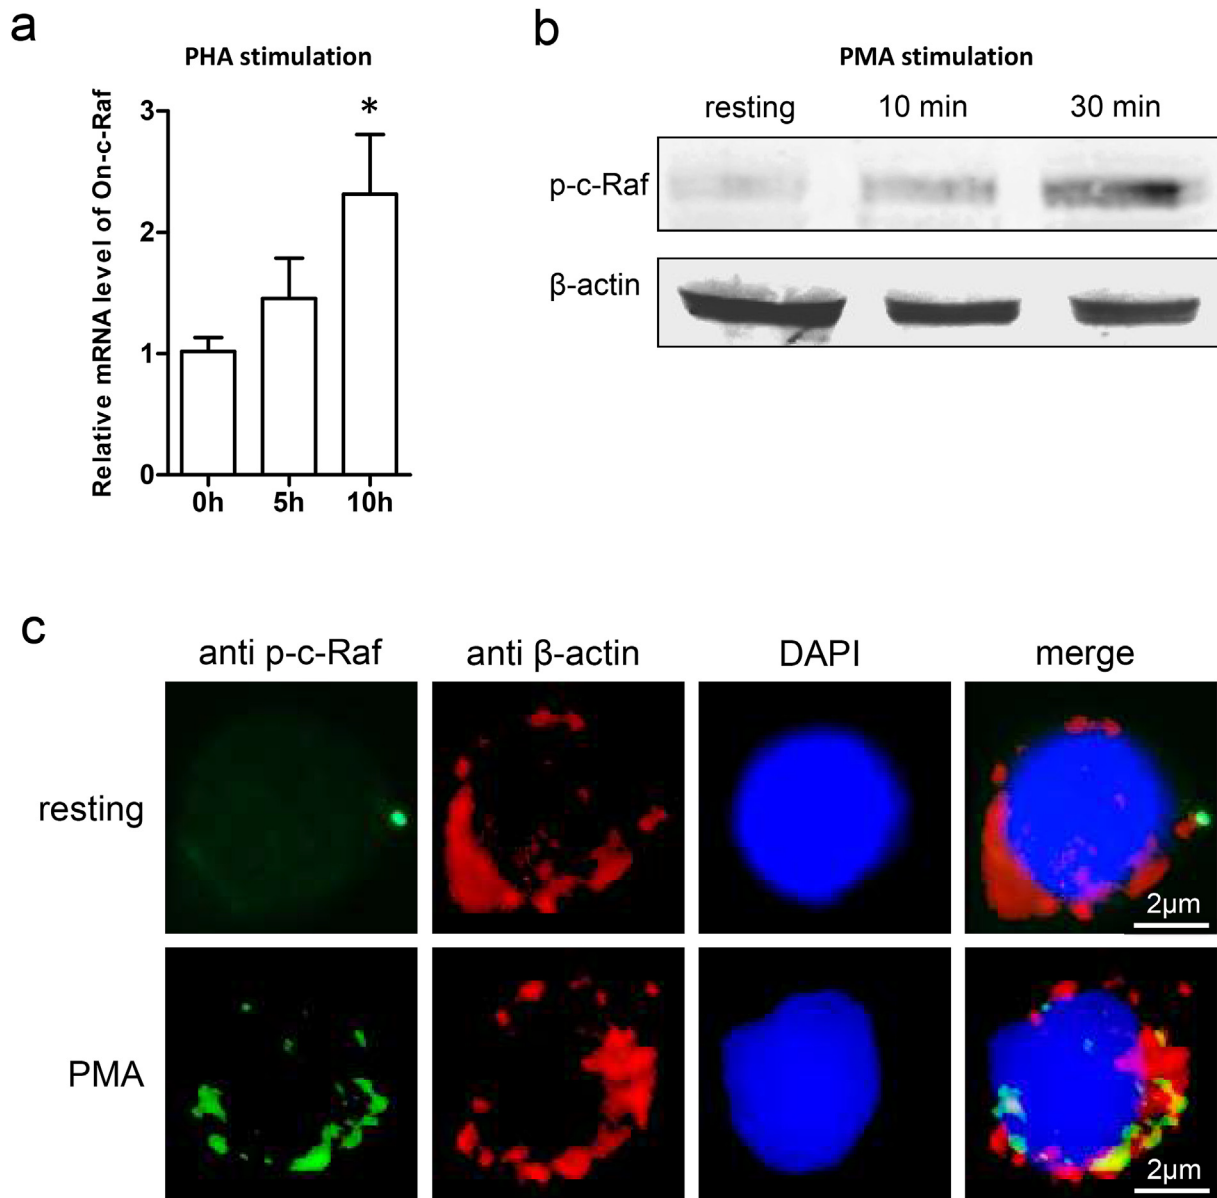 a
PHA stimulation
Relative mRNA level of On-c-Raf
3
2
1
0
*
0h 5h 10h
b
PMA stimulation
resting 10 min 30 min
p-c-Raf
β-actin
c
anti p-c-Raf anti β-actin DAPI merge
resting
2μm
PMA
2μm